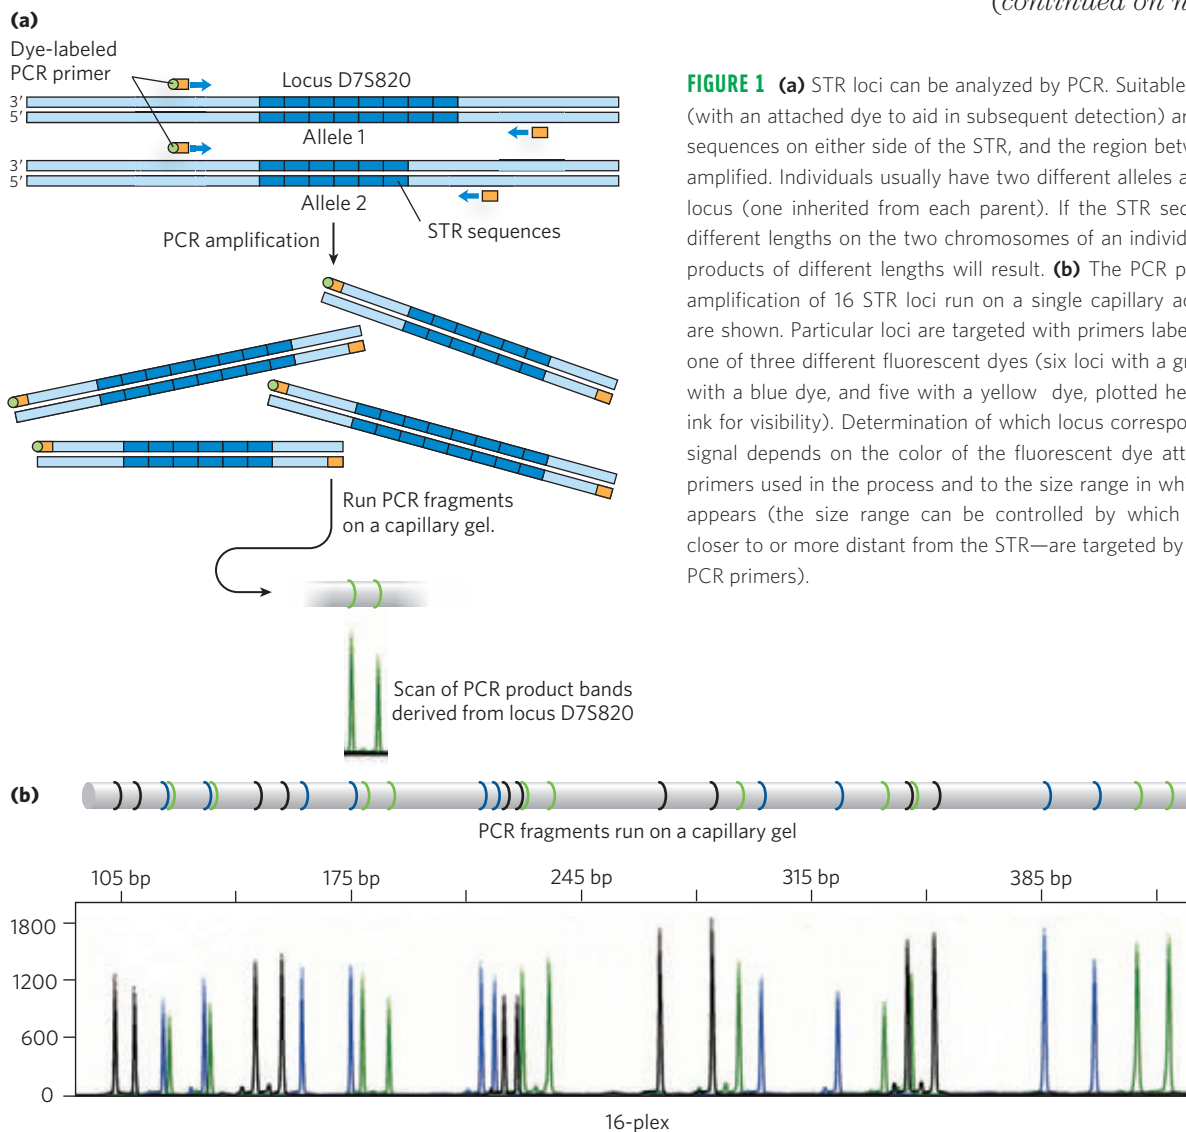 (continued on n
(a)
Dye-labeled
PCR primer
Locus D7S820
3′
5′
Allele 1
3′
5′
Allele 2
STR sequences
PCR amplification
Run PCR fragments
on a capillary gel.
Scan of PCR product bands
derived from locus D7S820
FIGURE 1 (a) STR loci can be analyzed by PCR. Suitable
(with an attached dye to aid in subsequent detection) ar
sequences on either side of the STR, and the region betv
amplified. Individuals usually have two different alleles a
locus (one inherited from each parent). If the STR seq
different lengths on the two chromosomes of an individ
products of different lengths will result. (b) The PCR p
amplification of 16 STR loci run on a single capillary ac
are shown. Particular loci are targeted with primers labe
one of three different fluorescent dyes (six loci with a gr
with a blue dye, and five with a yellow dye, plotted he
ink for visibility). Determination of which locus correspo
signal depends on the color of the fluorescent dye att
primers used in the process and to the size range in wh
appears (the size range can be controlled by which
closer to or more distant from the STR—are targeted by
PCR primers).
(b)
PCR fragments run on a capillary gel
105 bp 175 bp 245 bp 315 bp 385 bp
1800
1200
600
0
16-plex